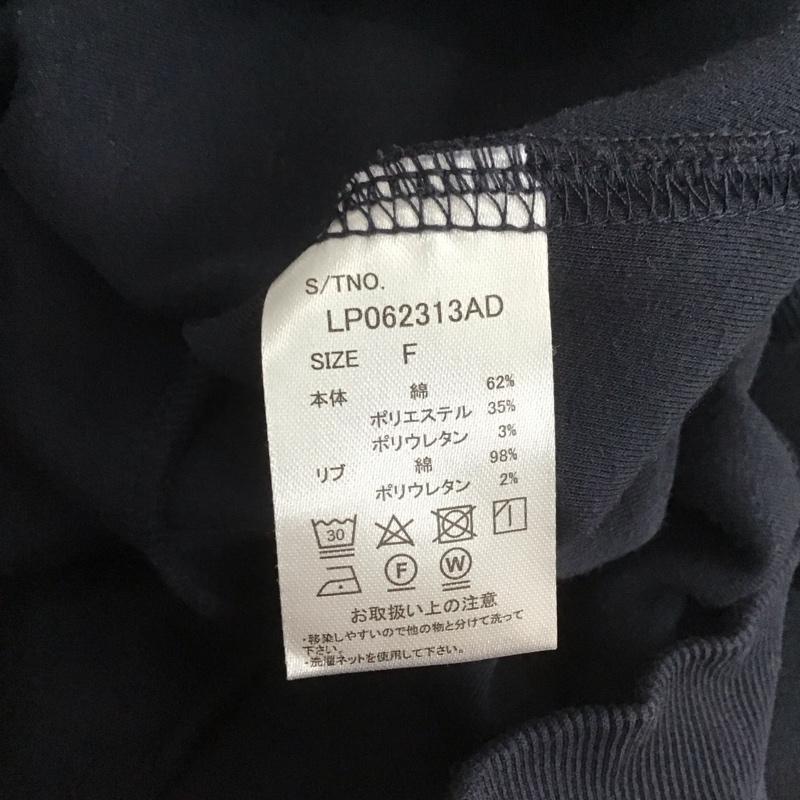 S/TNO.
LP062313AD
SIZE F
本体 綿 62%
ポリエステル 35%
ポリウレタン 3%
リブ 綿 98%
ポリウレタン 2%
30
F W
お取扱い上の注意
・移染しやすいので他の物と分けて洗って
下さい。
・洗濯ネットを使用して下さい。